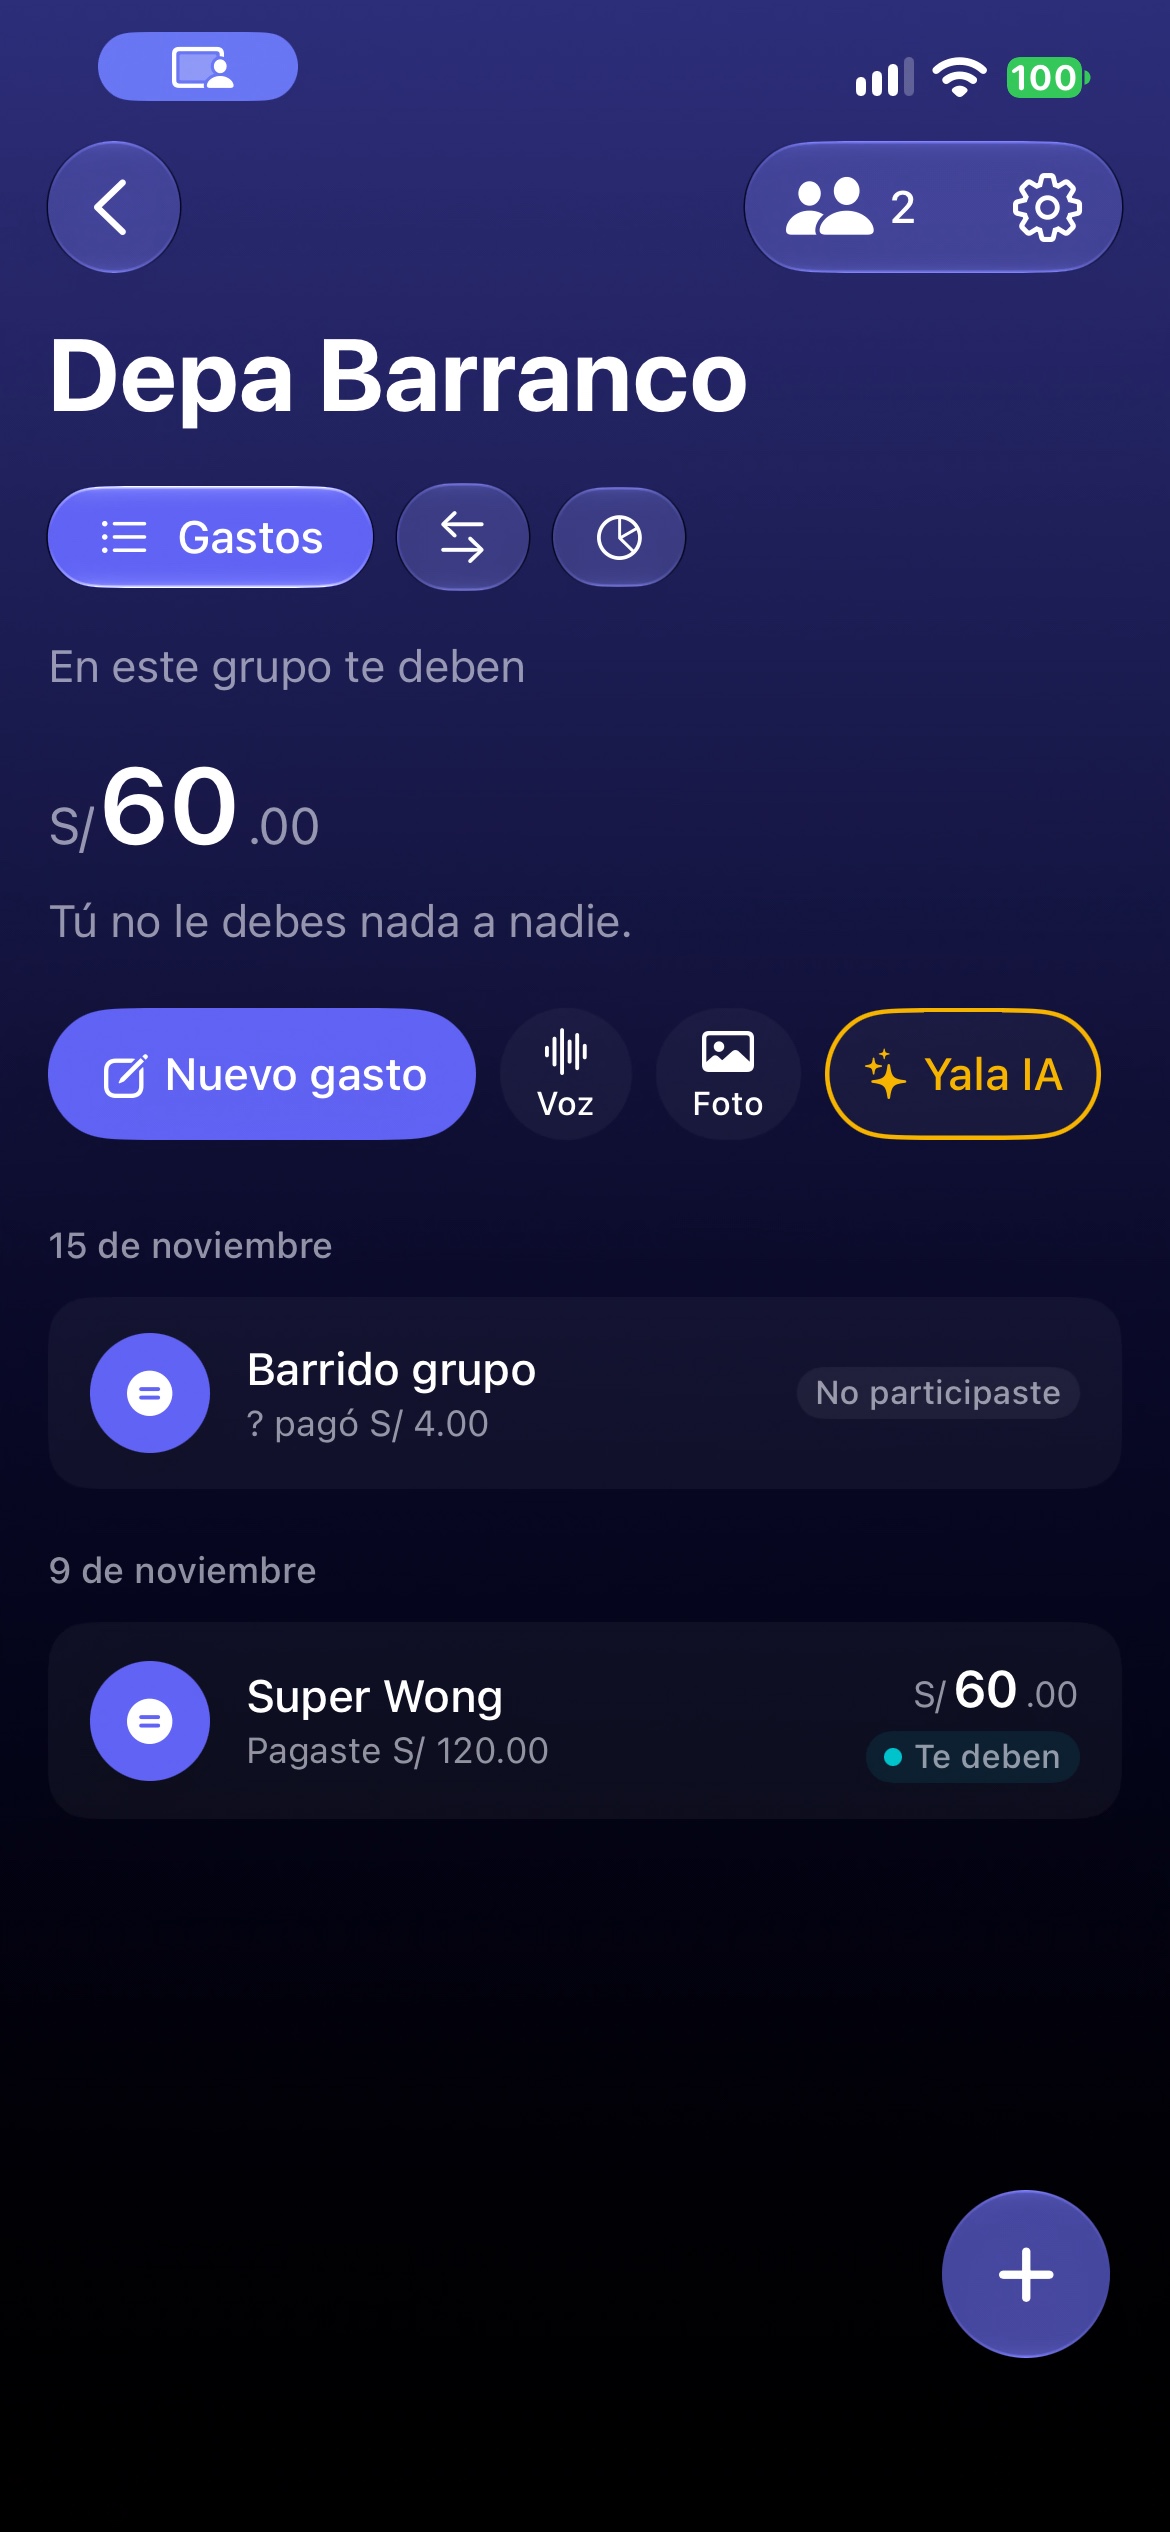 100
2
Depa Barranco
Gastos
En este grupo te deben
S/60.00
Tú no le debes nada a nadie.
Nuevo gasto
Voz
Foto
Yala IA
15 de noviembre
Barrido grupo
? pagó S/ 4.00
No participaste
9 de noviembre
Super Wong
Pagaste S/ 120.00
S/60.00
Te deben